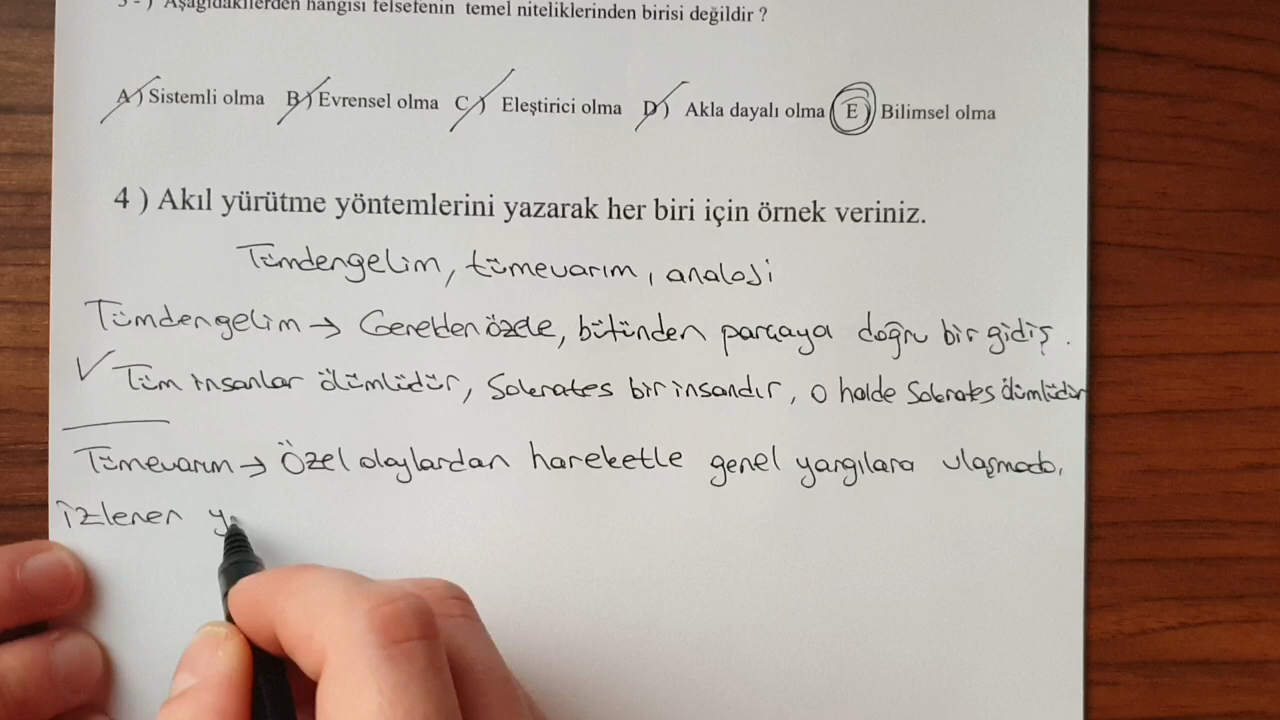 3 - ) Aşağıdakilerden hangisi felsefenin temel niteliklerinden birisi değildir ?
A ) Sistemli olma B ) Evrensel olma C ) Eleştirici olma D ) Akla dayalı olma E ) Bilimsel olma
4 ) Akıl yürütme yöntemlerini yazarak her biri için örnek veriniz.
Tümdengelim, tümevarım, analoji
Tümdengelim → Genelden özele, bütünden parçaya doğru bir gidiş.
✓ Tüm insanlar ölümlüdür, Sokrates bir insandır, o halde Sokrates ölümlüdür
Tümevarım → Özel olaylardan hareketle genel yargılara ulaşmada,
izlenen